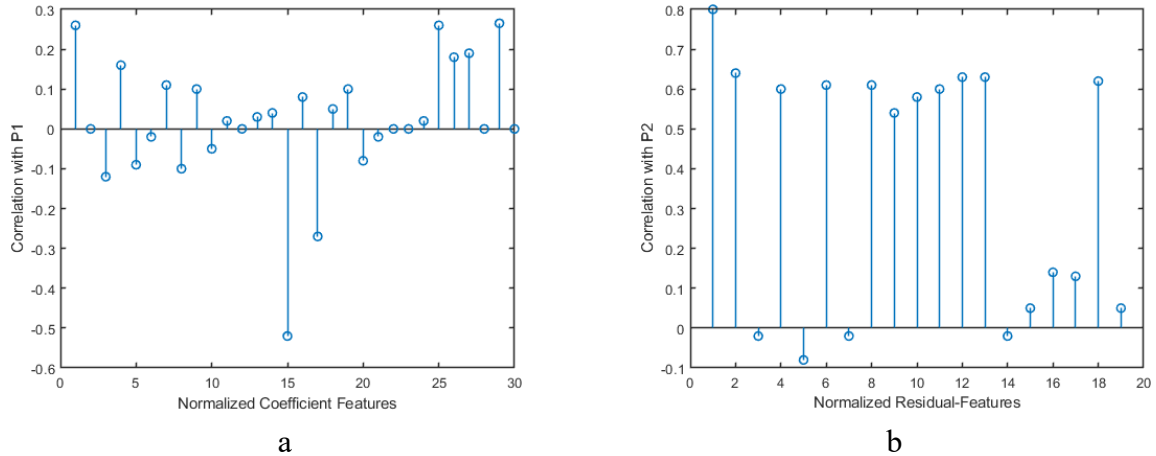 0.3
0.2
0.1
0
-0.1
-0.2
-0.3
-0.4
-0.5
-0.6
Correlation with P1
0 5 10 15 20 25 30
Normalized Coefficient Features
a
0.8
0.7
0.6
0.5
0.4
0.3
0.2
0.1
0
-0.1
Correlation with P2
0 2 4 6 8 10 12 14 16 18 20
Normalized Residual-Features
b